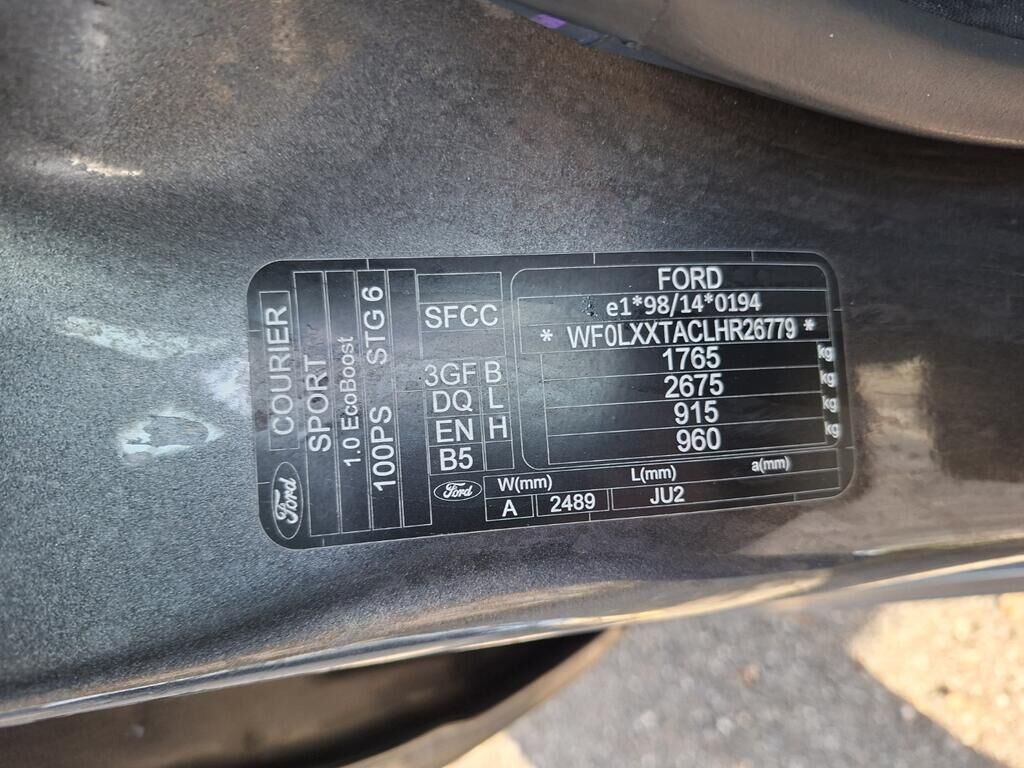 FORD
e1*98/14*0194
* WF0LXXTACLHR26779 *
1765 kg
2675 kg
915 kg
960 kg
SFCC
3GF B
DQ L
EN H
B5
Ford
W(mm) L(mm) a(mm)
A 2489 JU2
Ford
COURIER
SPORT
1.0 EcoBoost
100PS STG 6